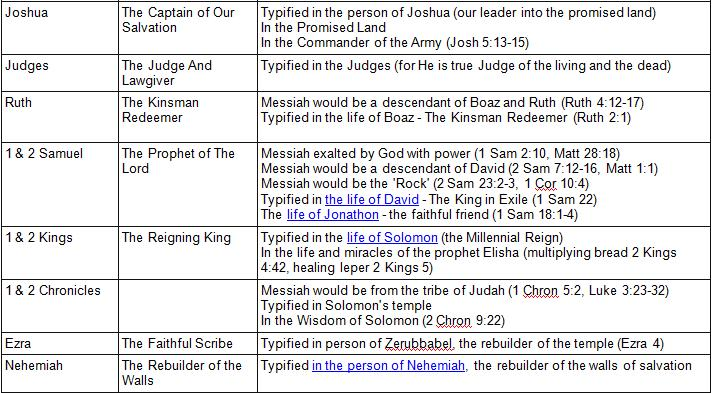 Joshua The Captain of Our Typified in the person of Joshua (our leader into the promised land)
Salvation In the Promised Land
In the Commander of the Army (Josh 5:13-15)
Judges The Judge And Typified in the Judges (for He is true Judge of the living and the dead)
Lawgiver
Ruth The Kinsman Messiah would be a descendant of Boaz and Ruth (Ruth 4:12-17)
Redeemer Typified in the life of Boaz - The Kinsman Redeemer (Ruth 2:1)
1 & 2 Samuel The Prophet of The Messiah exalted by God with power (1 Sam 2:10, Matt 28:18)
Lord Messiah would be a descendant of David (2 Sam 7:12-16, Matt 1:1)
Messiah would be the 'Rock' (2 Sam 23:2-3, 1 Cor 10:4)
Typified in the life of David - The King in Exile (1 Sam 22)
The life of Jonathon - the faithful friend (1 Sam 18:1-4)
1 & 2 Kings The Reigning King Typified in the life of Solomon (the Millennial Reign)
In the life and miracles of the prophet Elisha (multiplying bread 2 Kings
4:42, healing leper 2 Kings 5)
1 & 2 Chronicles Messiah would be from the tribe of Judah (1 Chron 5:2, Luke 3:23-32)
Typified in Solomon's temple
In the Wisdom of Solomon (2 Chron 9:22)
Ezra The Faithful Scribe Typified in person of Zerubbabel, the rebuilder of the temple (Ezra 4)
Nehemiah The Rebuilder of the Typified in the person of Nehemiah, the rebuilder of the walls of salvation
Walls